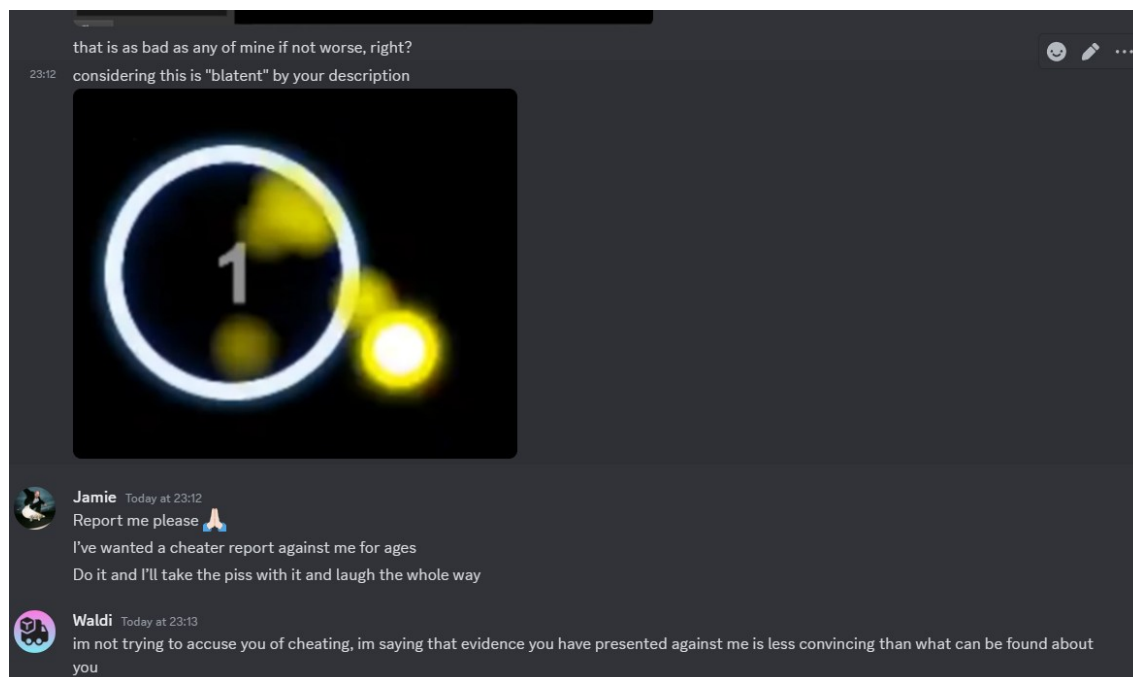 that is as bad as any of mine if not worse, right?
23:12 considering this is "blatent" by your description
1
Jamie Today at 23:12
Report me please 🙏🏻
I've wanted a cheater report against me for ages
Do it and I'll take the piss with it and laugh the whole way
Waldi Today at 23:13
im not trying to accuse you of cheating, im saying that evidence you have presented against me is less convincing than what can be found about
you